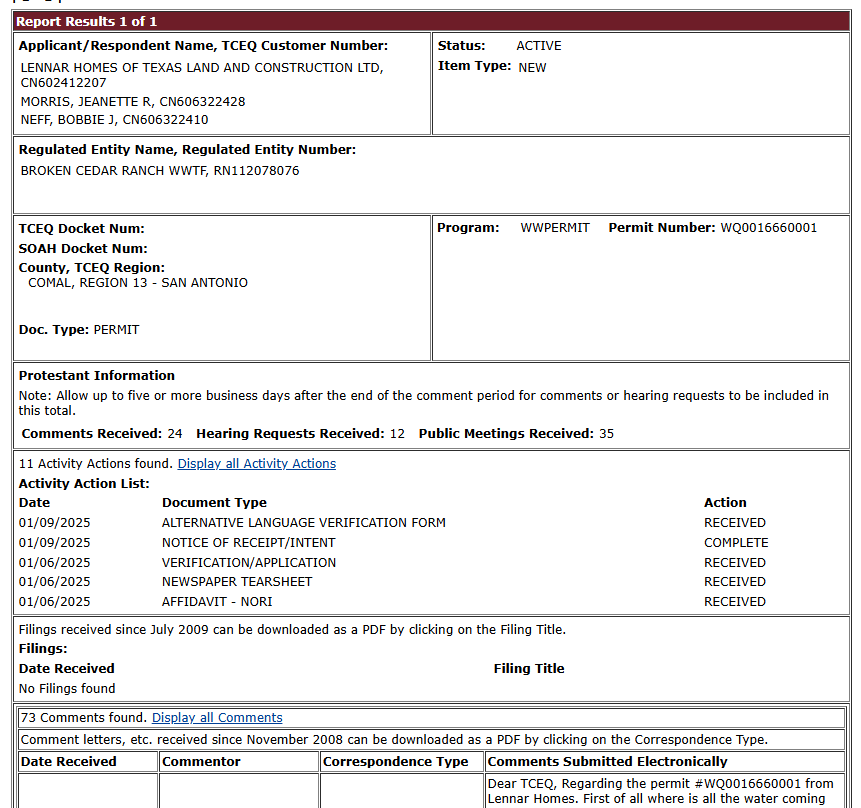 Report Results 1 of 1
Applicant/Respondent Name, TCEQ Customer Number:
LENNAR HOMES OF TEXAS LAND AND CONSTRUCTION LTD,
CN602412207
MORRIS, JEANETTE R, CN606322428
NEFF, BOBBIE J, CN606322410
Status: ACTIVE
Item Type: NEW
Regulated Entity Name, Regulated Entity Number:
BROKEN CEDAR RANCH WWTF, RN112078076
TCEQ Docket Num:
SOAH Docket Num:
County, TCEQ Region:
COMAL, REGION 13 - SAN ANTONIO
Doc. Type: PERMIT
Program: WWPERMIT Permit Number: WQ0016660001
Protestant Information
Note: Allow up to five or more business days after the end of the comment period for comments or hearing requests to be included in
this total.
Comments Received: 24 Hearing Requests Received: 12 Public Meetings Received: 35
11 Activity Actions found. Display all Activity Actions
Activity Action List:
Date Document Type Action
01/09/2025 ALTERNATIVE LANGUAGE VERIFICATION FORM RECEIVED
01/09/2025 NOTICE OF RECEIPT/INTENT COMPLETE
01/06/2025 VERIFICATION/APPLICATION RECEIVED
01/06/2025 NEWSPAPER TEARSHEET RECEIVED
01/06/2025 AFFIDAVIT - NORI RECEIVED
Filings received since July 2009 can be downloaded as a PDF by clicking on the Filing Title.
Filings:
Date Received Filing Title
No Filings found
73 Comments found. Display all Comments
Comment letters, etc. received since November 2008 can be downloaded as a PDF by clicking on the Correspondence Type.
Date Received Commentor Correspondence Type Comments Submitted Electronically
Dear TCEQ, Regarding the permit #WQ0016660001 from
Lennar Homes. First of all where is all the water coming